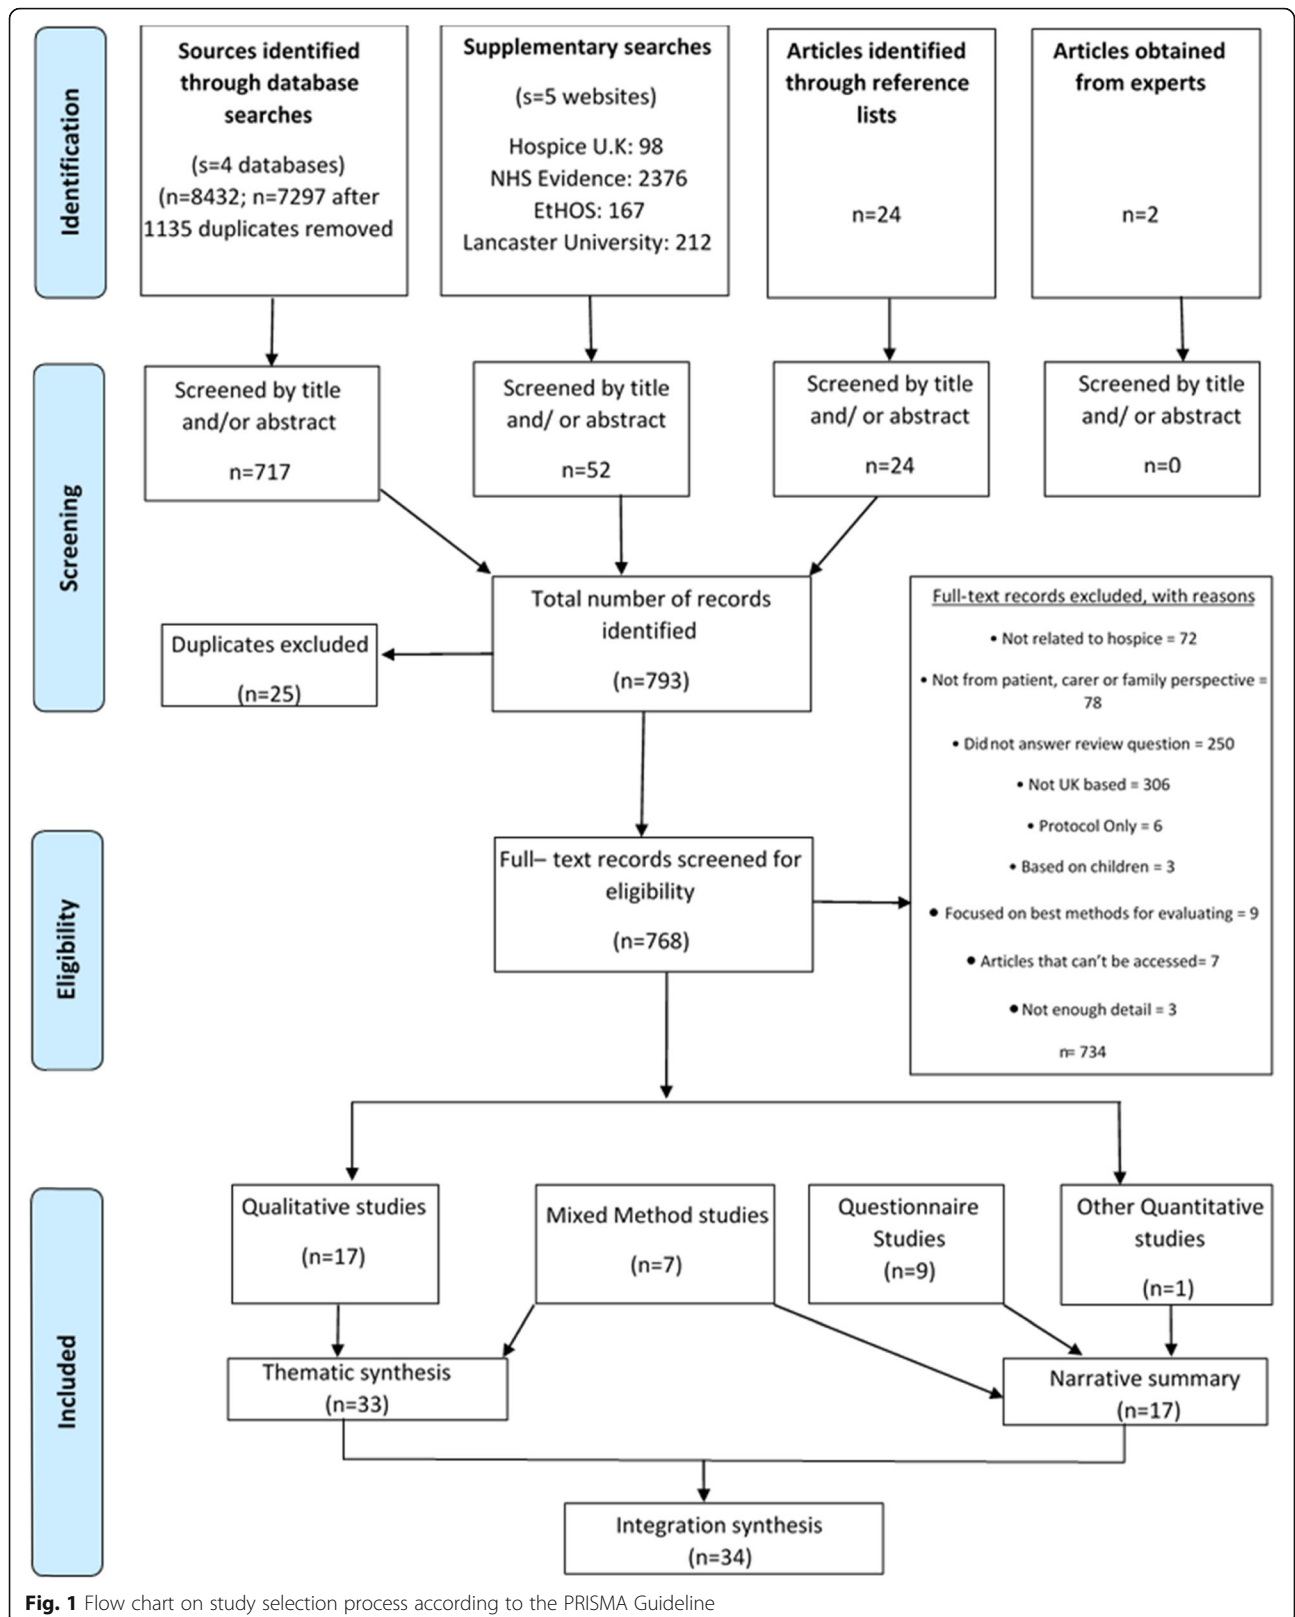 Identification
Sources identified
through database
searches
(s=4 databases)
(n=8432; n=7297 after
1135 duplicates removed
Supplementary searches
(s=5 websites)
Hospice U.K: 98
NHS Evidence: 2376
EtHOS: 167
Lancaster University: 212
Articles identified
through reference
lists
n=24
Articles obtained
from experts
n=2
Screening
Screened by title
and/or abstract
n=717
Screened by title
and/ or abstract
n=52
Screened by title
and/ or abstract
n=24
Screened by title
and/ or abstract
n=0
Total number of records
identified
(n=793)
Duplicates excluded
(n=25)
Full-text records excluded, with reasons
• Not related to hospice = 72
• Not from patient, carer or family perspective =
78
• Did not answer review question = 250
• Not UK based = 306
• Protocol Only = 6
• Based on children = 3
● Focused on best methods for evaluating = 9
● Articles that can't be accessed= 7
● Not enough detail = 3
n= 734
Eligibility
Full– text records screened for
eligibility
(n=768)
Included
Qualitative studies
(n=17)
Mixed Method studies
(n=7)
Questionnaire
Studies
(n=9)
Other Quantitative
studies
(n=1)
Thematic synthesis
(n=33)
Narrative summary
(n=17)
Integration synthesis
(n=34)
Fig. 1 Flow chart on study selection process according to the PRISMA Guideline